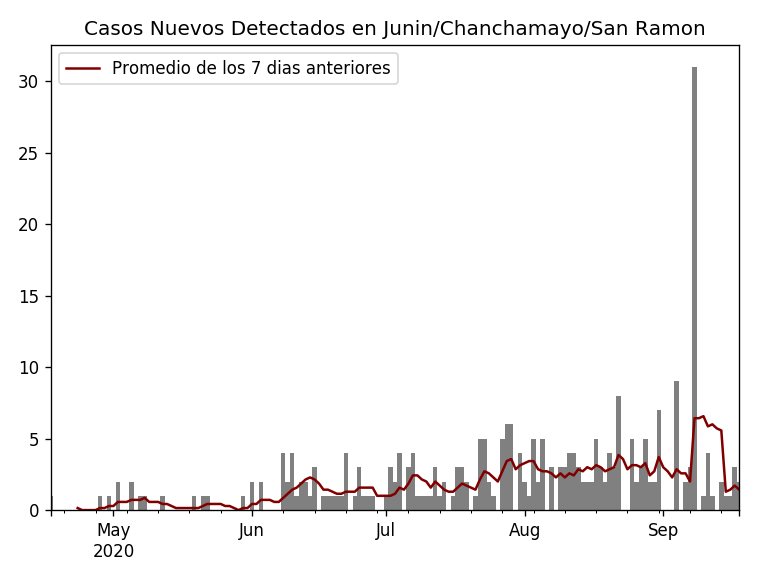 Casos Nuevos Detectados en Junin/Chanchamayo/San Ramon
Promedio de los 7 dias anteriores
30
25
20
15
10
5
0
May Jun Jul Aug Sep
2020